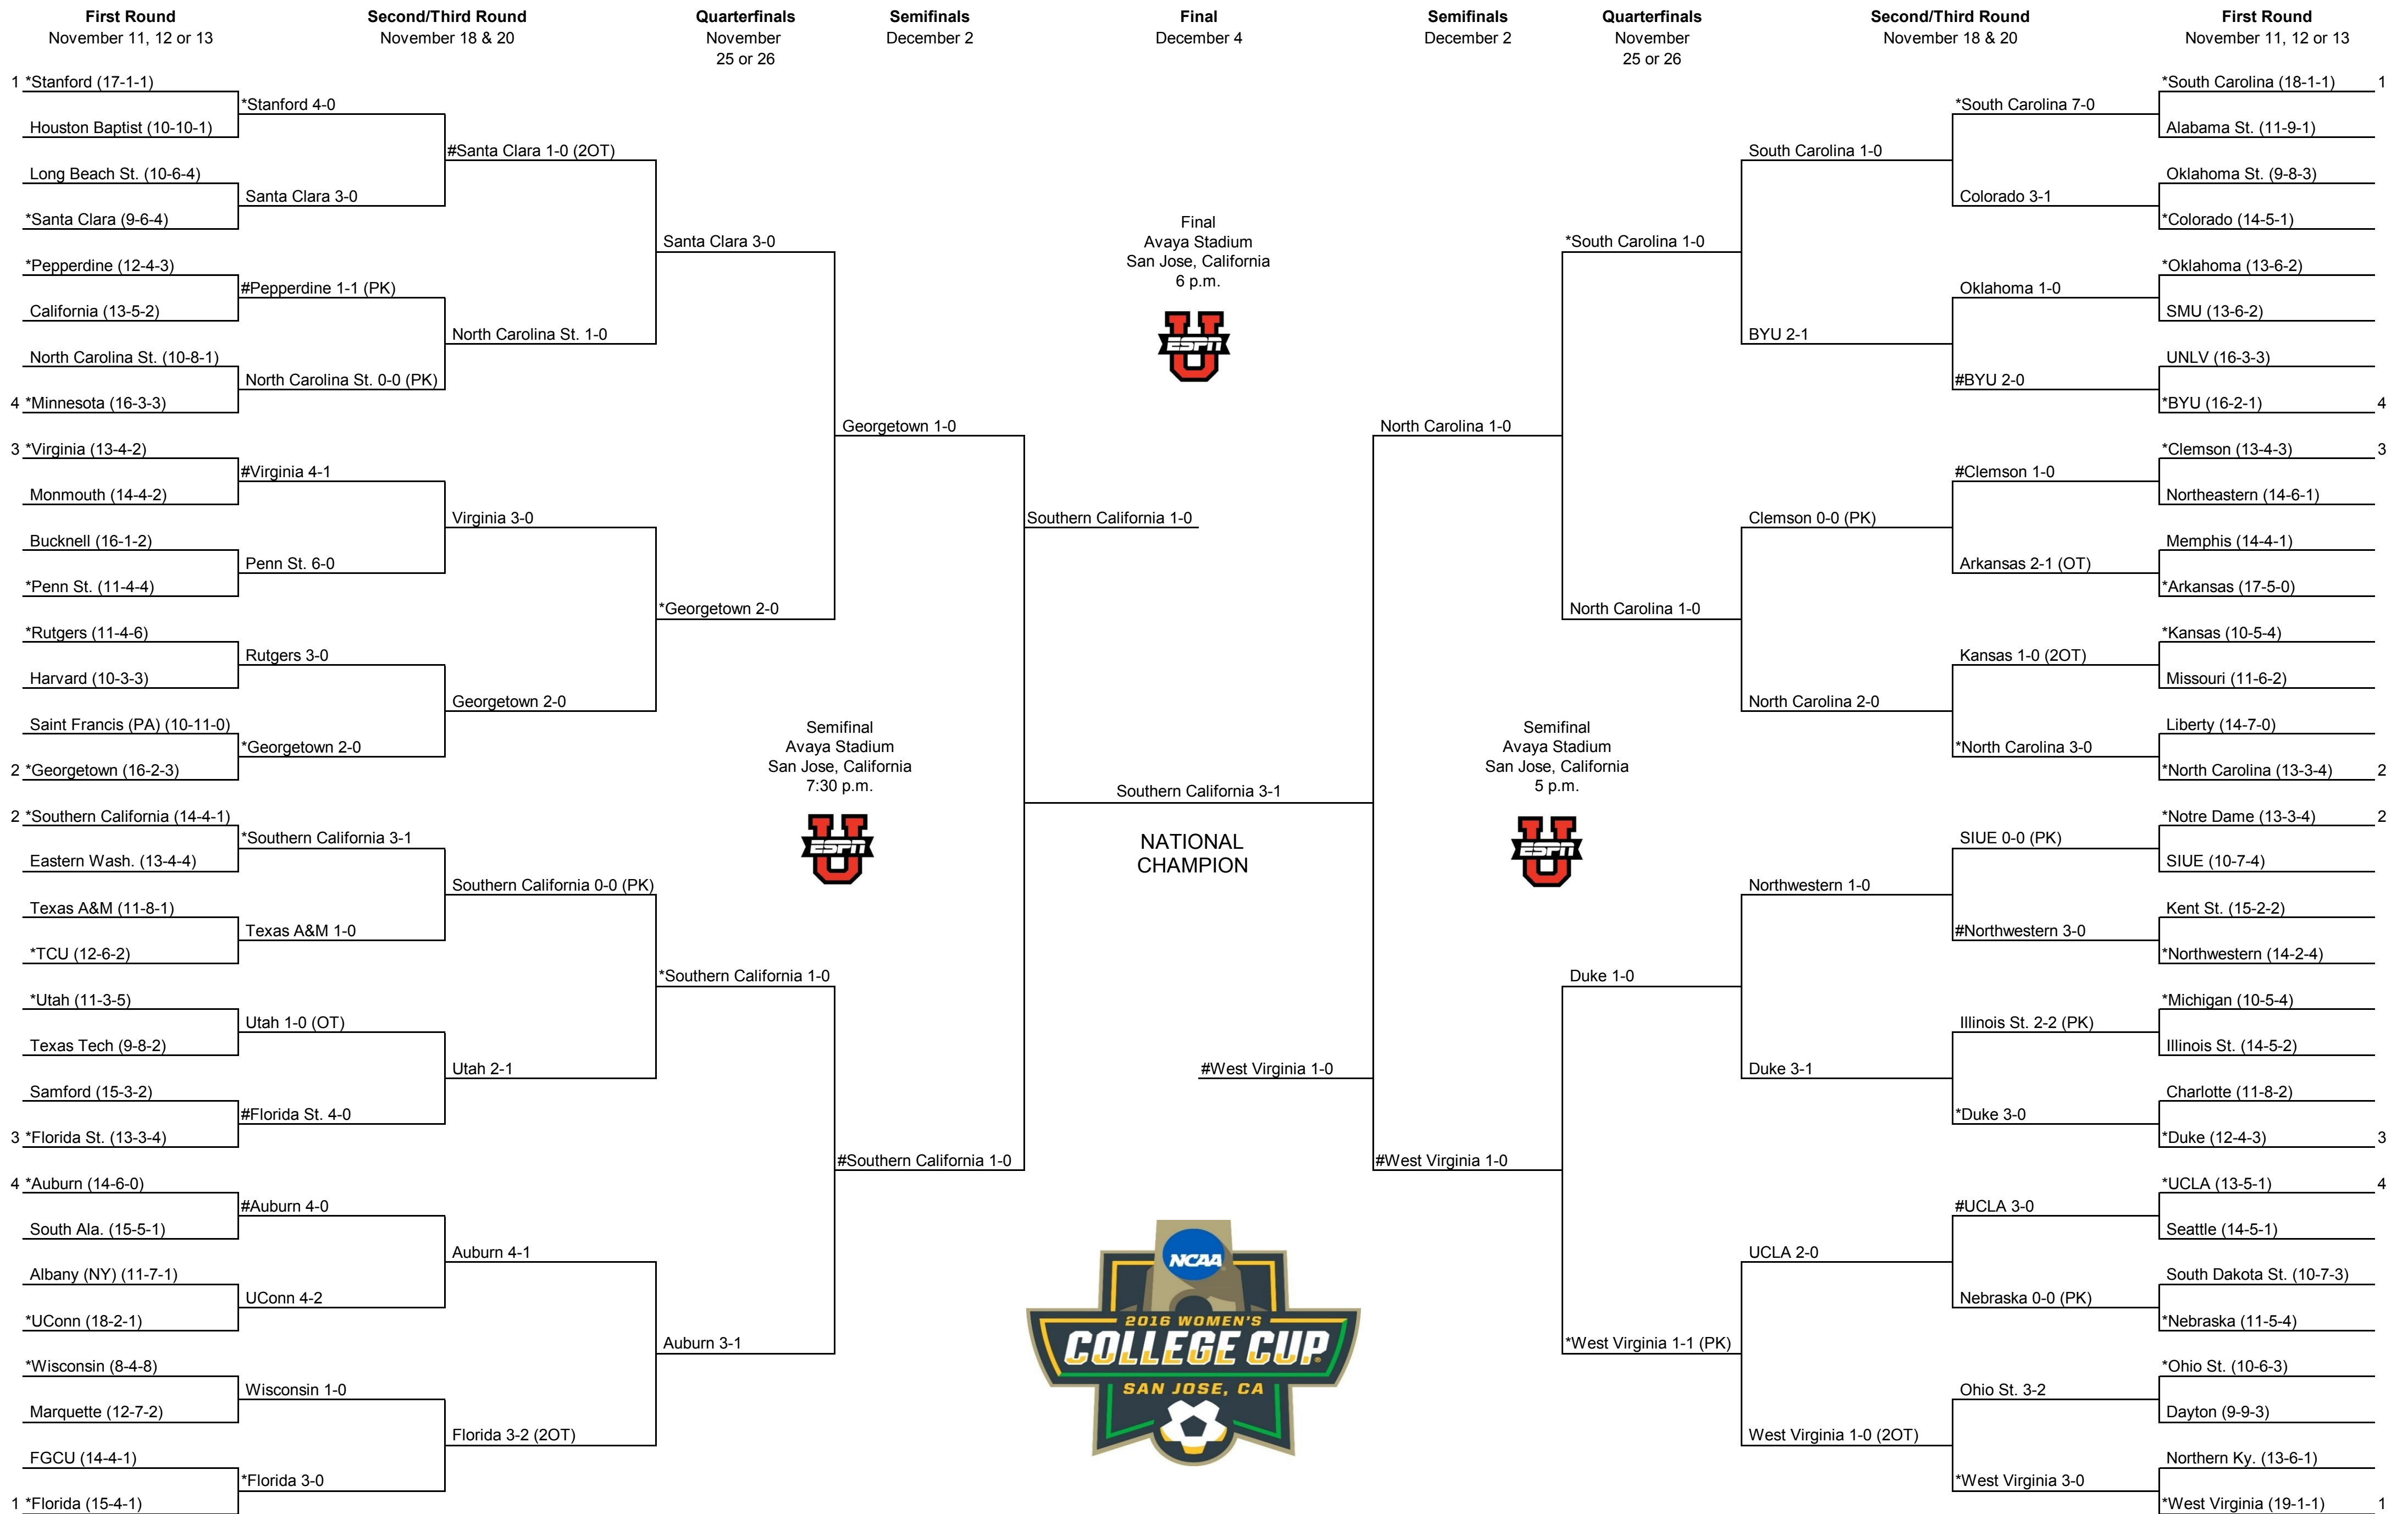 First Round
November 11, 12 or 13
Second/Third Round
November 18 & 20
Quarterfinals
November
25 or 26
Semifinals
December 2
Final
December 4
Semifinals
December 2
Quarterfinals
November
25 or 26
Second/Third Round
November 18 & 20
First Round
November 11, 12 or 13
1 *Stanford (17-1-1)
Houston Baptist (10-10-1)
Long Beach St. (10-6-4)
*Santa Clara (9-6-4)
*Pepperdine (12-4-3)
California (13-5-2)
North Carolina St. (10-8-1)
4 *Minnesota (16-3-3)
3 *Virginia (13-4-2)
Monmouth (14-4-2)
Bucknell (16-1-2)
*Penn St. (11-4-4)
*Rutgers (11-4-6)
Harvard (10-3-3)
Saint Francis (PA) (10-11-0)
2 *Georgetown (16-2-3)
2 *Southern California (14-4-1)
Eastern Wash. (13-4-4)
Texas A&M (11-8-1)
*TCU (12-6-2)
*Utah (11-3-5)
Texas Tech (9-8-2)
Samford (15-3-2)
3 *Florida St. (13-3-4)
4 *Auburn (14-6-0)
South Ala. (15-5-1)
Albany (NY) (11-7-1)
*UConn (18-2-1)
*Wisconsin (8-4-8)
Marquette (12-7-2)
FGCU (14-4-1)
1 *Florida (15-4-1)
*Stanford 4-0
Santa Clara 3-0
#Pepperdine 1-1 (PK)
North Carolina St. 0-0 (PK)
#Virginia 4-1
Penn St. 6-0
Rutgers 3-0
*Georgetown 2-0
*Southern California 3-1
Texas A&M 1-0
Utah 1-0 (OT)
#Florida St. 4-0
#Auburn 4-0
UConn 4-2
Wisconsin 1-0
*Florida 3-0
#Santa Clara 1-0 (2OT)
North Carolina St. 1-0
Virginia 3-0
Georgetown 2-0
Southern California 0-0 (PK)
Utah 2-1
Auburn 4-1
Florida 3-2 (2OT)
Santa Clara 3-0
*Georgetown 2-0
*Southern California 1-0
Auburn 3-1
Georgetown 1-0
#Southern California 1-0
Semifinal
Avaya Stadium
San Jose, California
7:30 p.m.
ESPN
U
Final
Avaya Stadium
San Jose, California
6 p.m.
ESPN
U
Southern California 1-0
Southern California 3-1
NATIONAL
CHAMPION
#West Virginia 1-0
NCAA
2016 WOMEN'S
COLLEGE CUP®
SAN JOSE, CA
Semifinal
Avaya Stadium
San Jose, California
5 p.m.
ESPN
U
North Carolina 1-0
#West Virginia 1-0
*South Carolina 1-0
North Carolina 1-0
Duke 1-0
*West Virginia 1-1 (PK)
South Carolina 1-0
BYU 2-1
Clemson 0-0 (PK)
North Carolina 2-0
Northwestern 1-0
Duke 3-1
UCLA 2-0
West Virginia 1-0 (2OT)
*South Carolina 7-0
Colorado 3-1
Oklahoma 1-0
#BYU 2-0
#Clemson 1-0
Arkansas 2-1 (OT)
Kansas 1-0 (2OT)
*North Carolina 3-0
SIUE 0-0 (PK)
#Northwestern 3-0
Illinois St. 2-2 (PK)
*Duke 3-0
#UCLA 3-0
Nebraska 0-0 (PK)
Ohio St. 3-2
*West Virginia 3-0
*South Carolina (18-1-1) 1
Alabama St. (11-9-1)
Oklahoma St. (9-8-3)
*Colorado (14-5-1)
*Oklahoma (13-6-2)
SMU (13-6-2)
UNLV (16-3-3)
*BYU (16-2-1) 4
*Clemson (13-4-3) 3
Northeastern (14-6-1)
Memphis (14-4-1)
*Arkansas (17-5-0)
*Kansas (10-5-4)
Missouri (11-6-2)
Liberty (14-7-0)
*North Carolina (13-3-4) 2
*Notre Dame (13-3-4) 2
SIUE (10-7-4)
Kent St. (15-2-2)
*Northwestern (14-2-4)
*Michigan (10-5-4)
Illinois St. (14-5-2)
Charlotte (11-8-2)
*Duke (12-4-3) 3
*UCLA (13-5-1) 4
Seattle (14-5-1)
South Dakota St. (10-7-3)
*Nebraska (11-5-4)
*Ohio St. (10-6-3)
Dayton (9-9-3)
Northern Ky. (13-6-1)
*West Virginia (19-1-1) 1